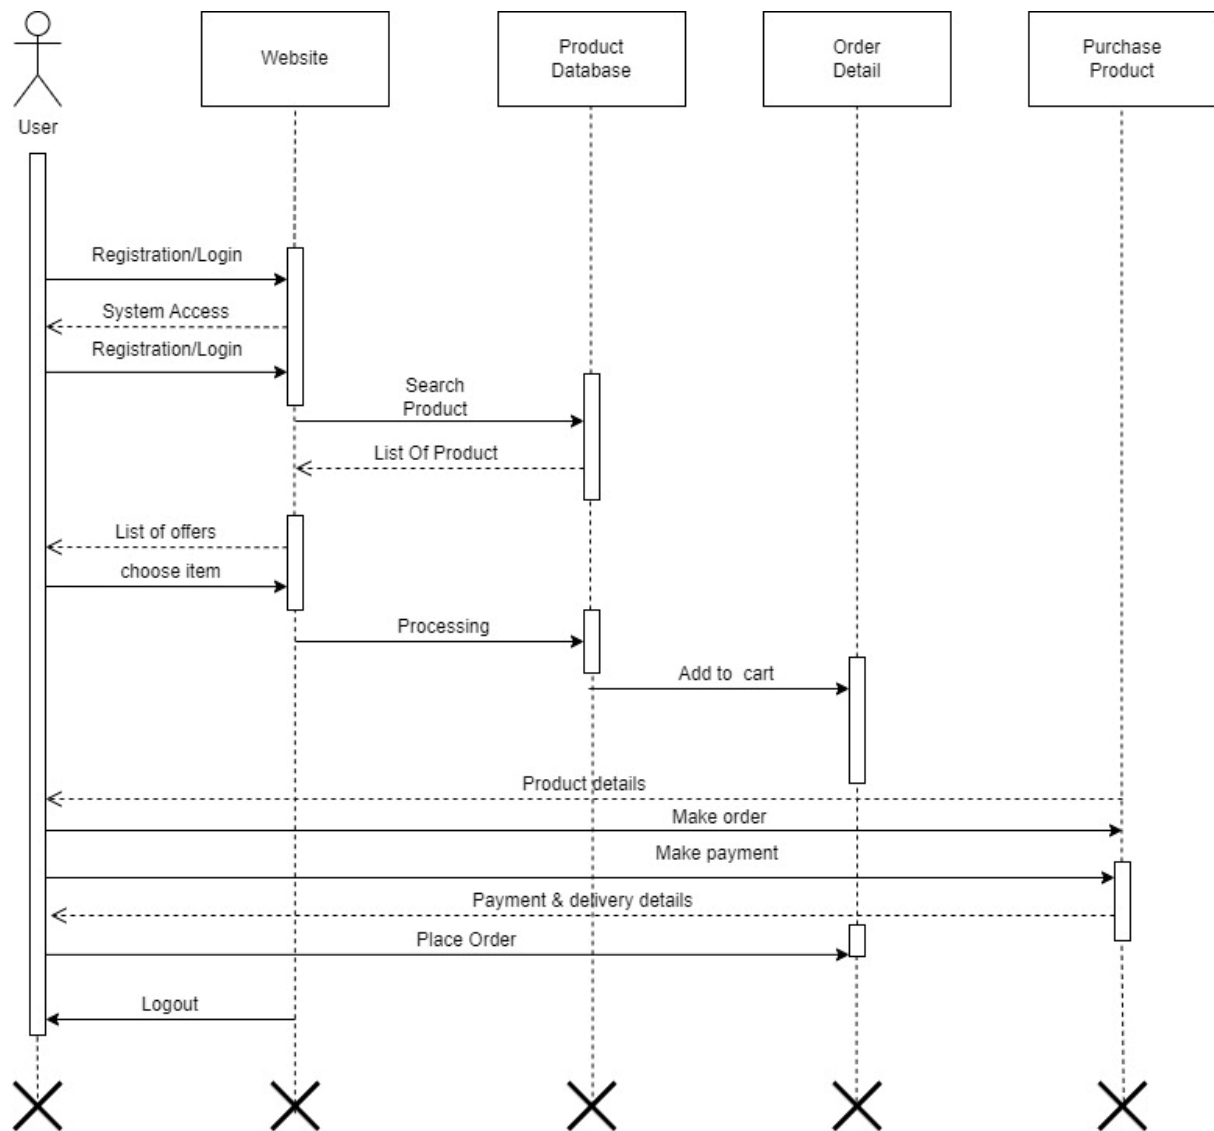 User
Website
Product
Database
Order
Detail
Purchase
Product
Registration/Login
System Access
Registration/Login
Search
Product
List Of Product
List of offers
choose item
Processing
Add to  cart
Product details
Make order
Make payment
Payment & delivery details
Place Order
Logout